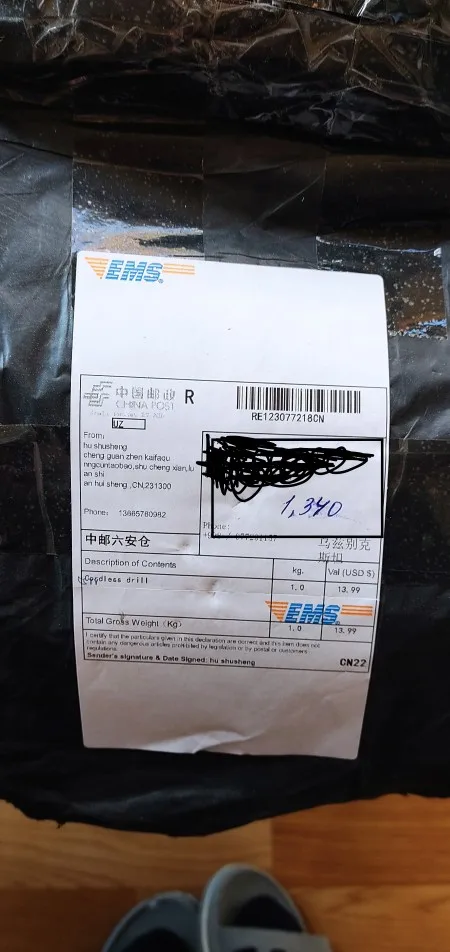 EMS
中国邮政 R
CHINA POST
RE123077218CN
UZ
From:
hu shusheng
cheng guan zhen kaifaqu
nngcuntaobao,shu cheng xian,lu
an shi
an hui sheng ,CN,231300
1,340
Phone:
Phone:
中邮六安仓
乌兹别克
斯坦
Description of Contents
kg.
Val (USD $)
Cordless drill
1.0
13.99
EMS
Total Gross Weight (Kg)
1.0
13.99
I certify that the particulars given in this declaration are correct and this item does not
contain any dangerous articles prohibited by legislation or by portal or customers
regulations.
Sender's signature & Date Signed: hu shusheng
CN22